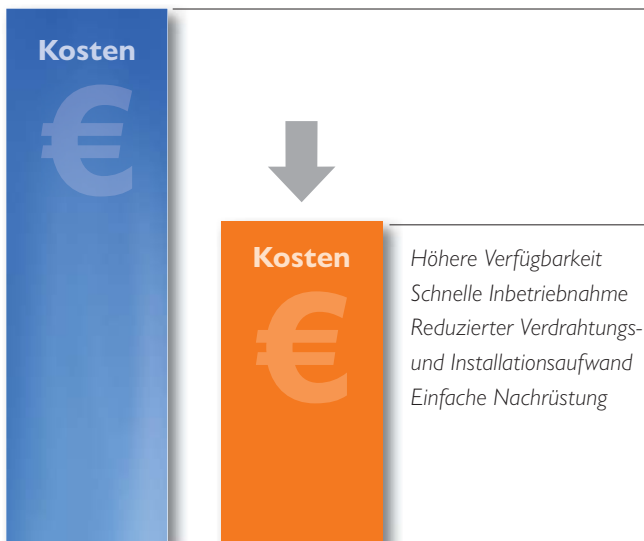 Kosten
€
Kosten
€
Höhere Verfügbarkeit
Schnelle Inbetriebnahme
Reduzierter Verdrahtungs-
und Installationsaufwand
Einfache Nachrüstung